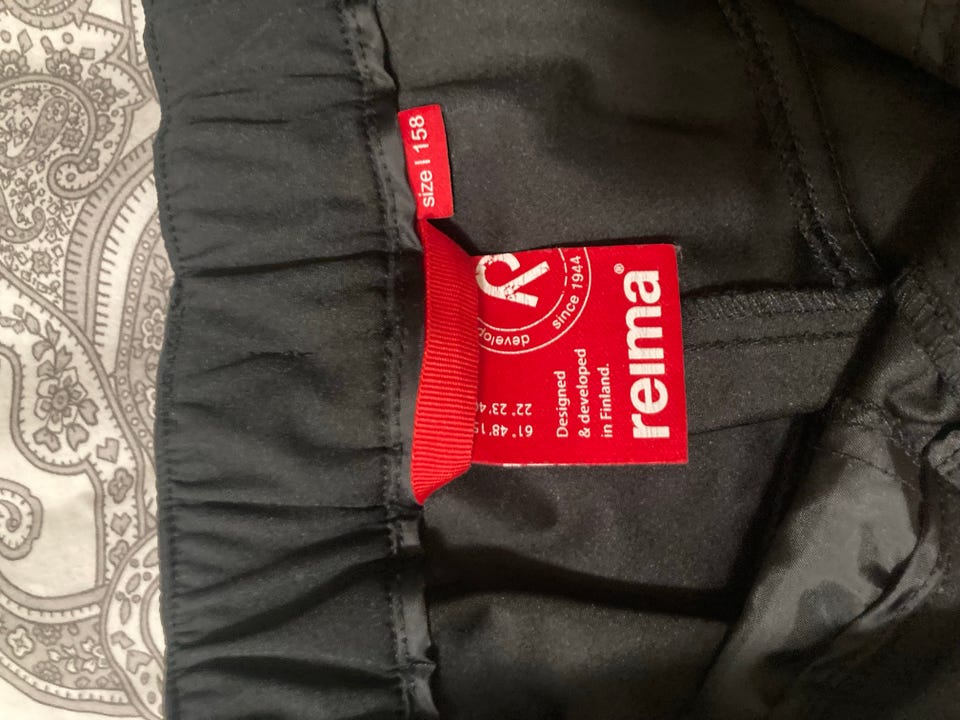 size | 158
since 1944
Designed
& developed
in Finland.
reima®